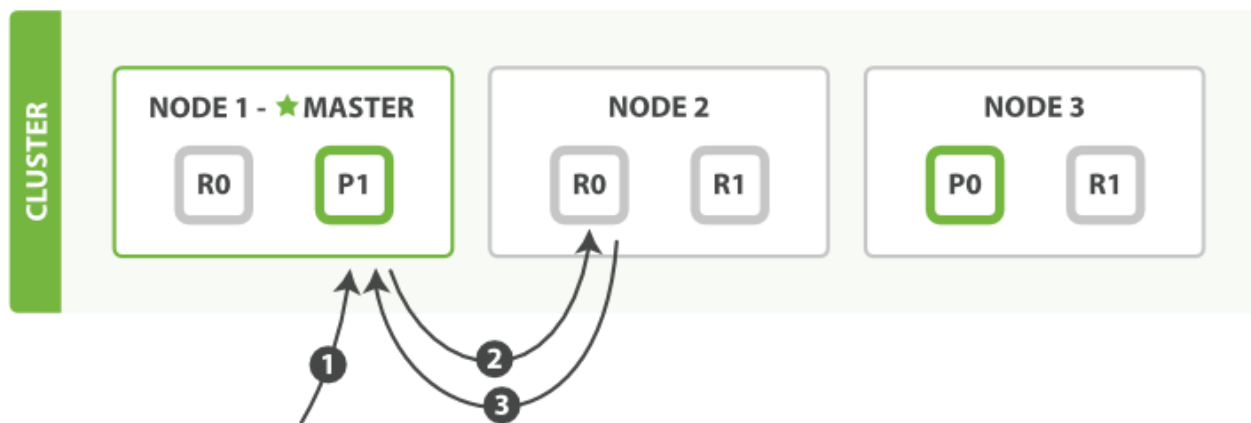 CLUSTER
NODE 1 - ★ MASTER
R0
P1
NODE 2
R0
R1
NODE 3
P0
R1
1
2
3